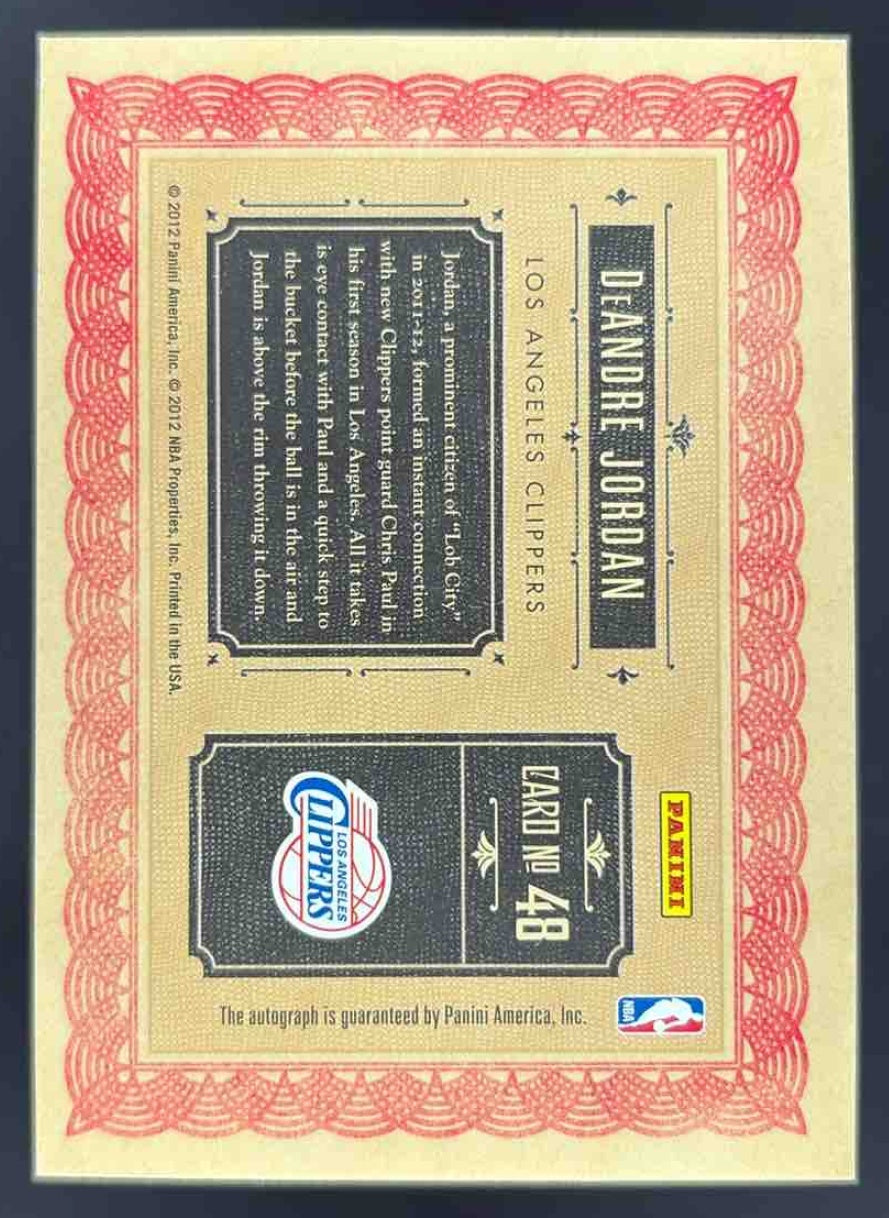 PANINI
NBA
DeANDRE JORDAN
LOS ANGELES CLIPPERS
CARD Nº 48
Jordan, a prominent citizen of “Lob City”
in 2011-12, formed an instant connection
with new Clippers point guard Chris Paul in
his first season in Los Angeles. All it takes
is eye contact with Paul and a quick step to
the bucket before the ball is in the air and
Jordan is above the rim throwing it down.
LOS ANGELES
CLIPPERS
The autograph is guaranteed by Panini America, Inc.
© 2012 Panini America, Inc. © 2012 NBA Properties, Inc. Printed in the USA.